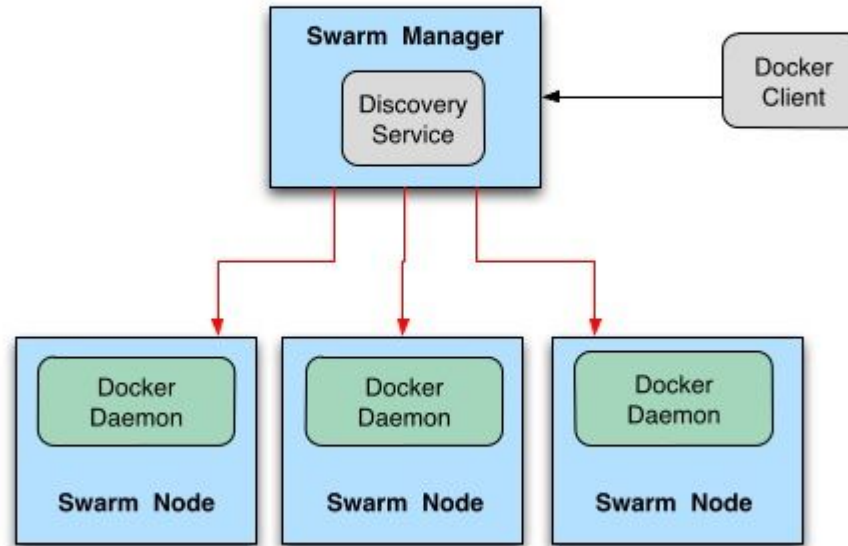 Swarm Manager
Discovery
Service
Docker
Client
Docker
Daemon
Swarm Node
Docker
Daemon
Swarm Node
Docker
Daemon
Swarm Node